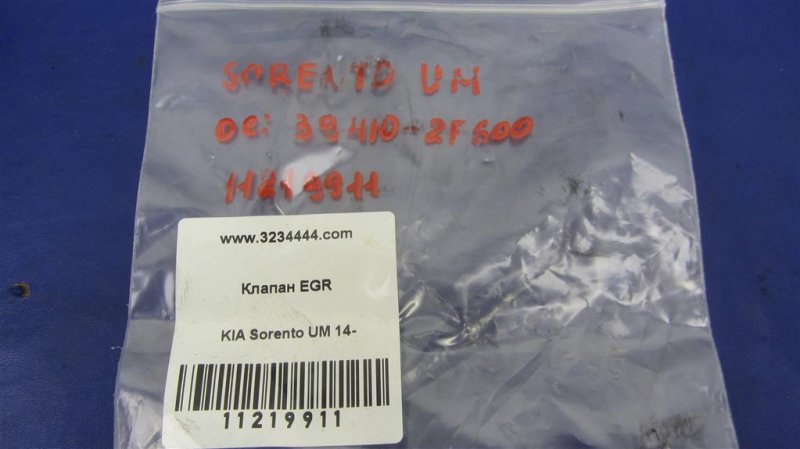 SORENTO UM
oe: 39410-2F600
11219911
www.3234444.com
Клапан EGR
KIA Sorento UM 14-
11219911